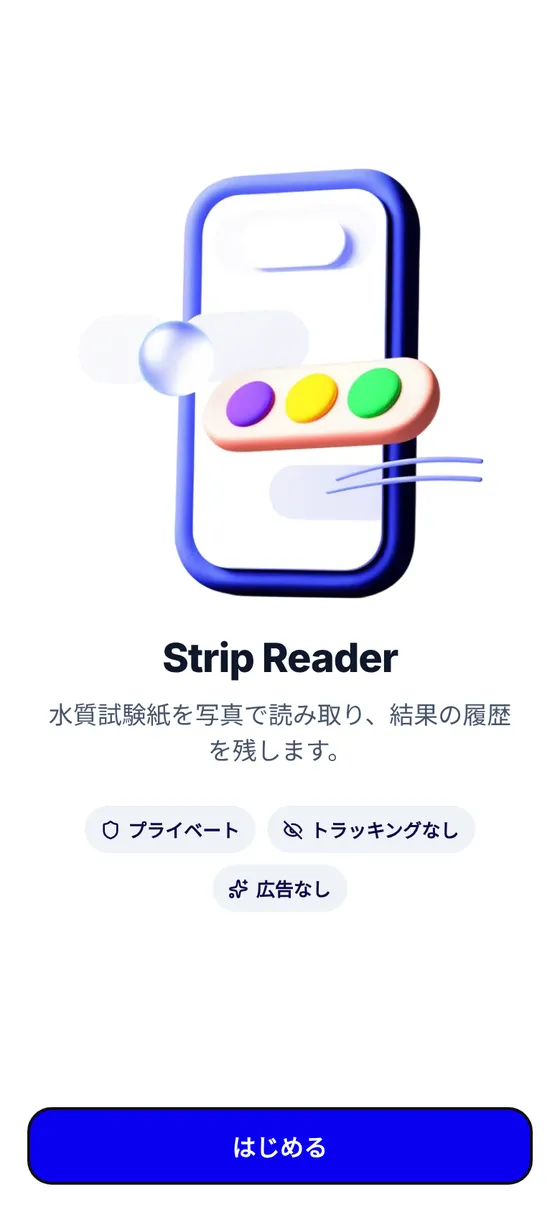 Strip Reader
水質試験紙を写真で読み取り、結果の履歴
を残します。
プライベート
トラッキングなし
広告なし
はじめる